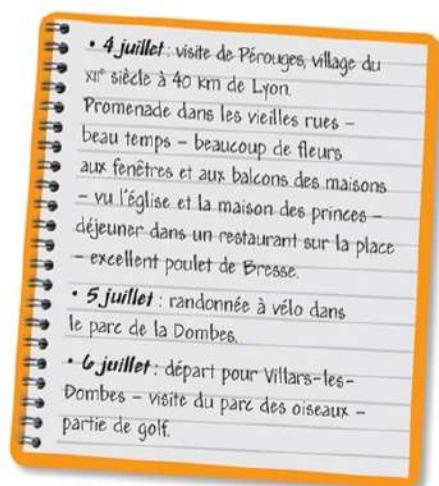 • 4 juillet : visite de Pérouges, village du
XIIe siècle à 40 km de Lyon.
Promenade dans les vieilles rues –
beau temps – beaucoup de fleurs
aux fenêtres et aux balcons des maisons
– vu l'église et la maison des princes –
déjeuner dans un restaurant sur la place
– excellent poulet de Bresse.
• 5 juillet : randonnée à vélo dans
le parc de la Dombes.
• 6 juillet : départ pour Villars-les-
Dombes – visite du parc des oiseaux –
partie de golf.